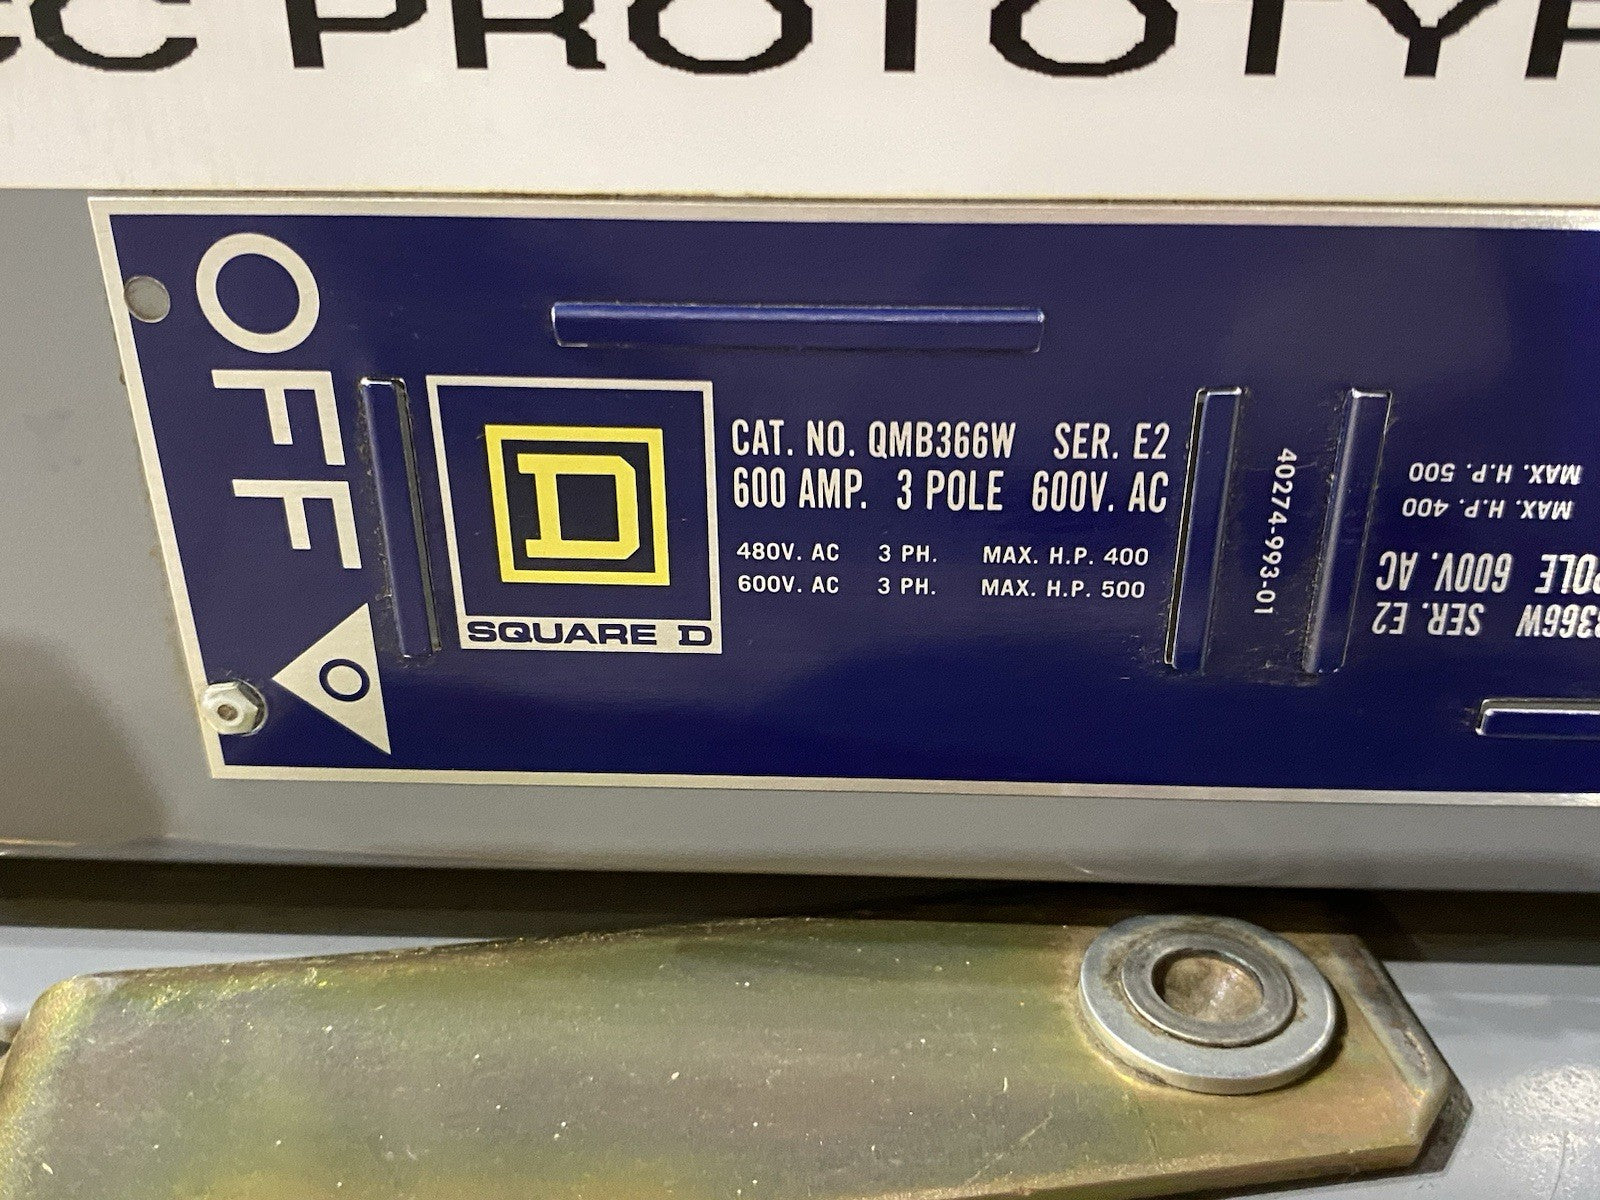 C PROTOTYP
OFF
O
D
SQUARE D
CAT. NO. QMB366W SER. E2
600 AMP. 3 POLE 600V. AC
480V. AC 3 PH. MAX. H.P. 400
600V. AC 3 PH. MAX. H.P. 500
40274-993-01
366W SER. E2
POLE 600V. AC
MAX. H.P. 400
MAX. H.P. 500